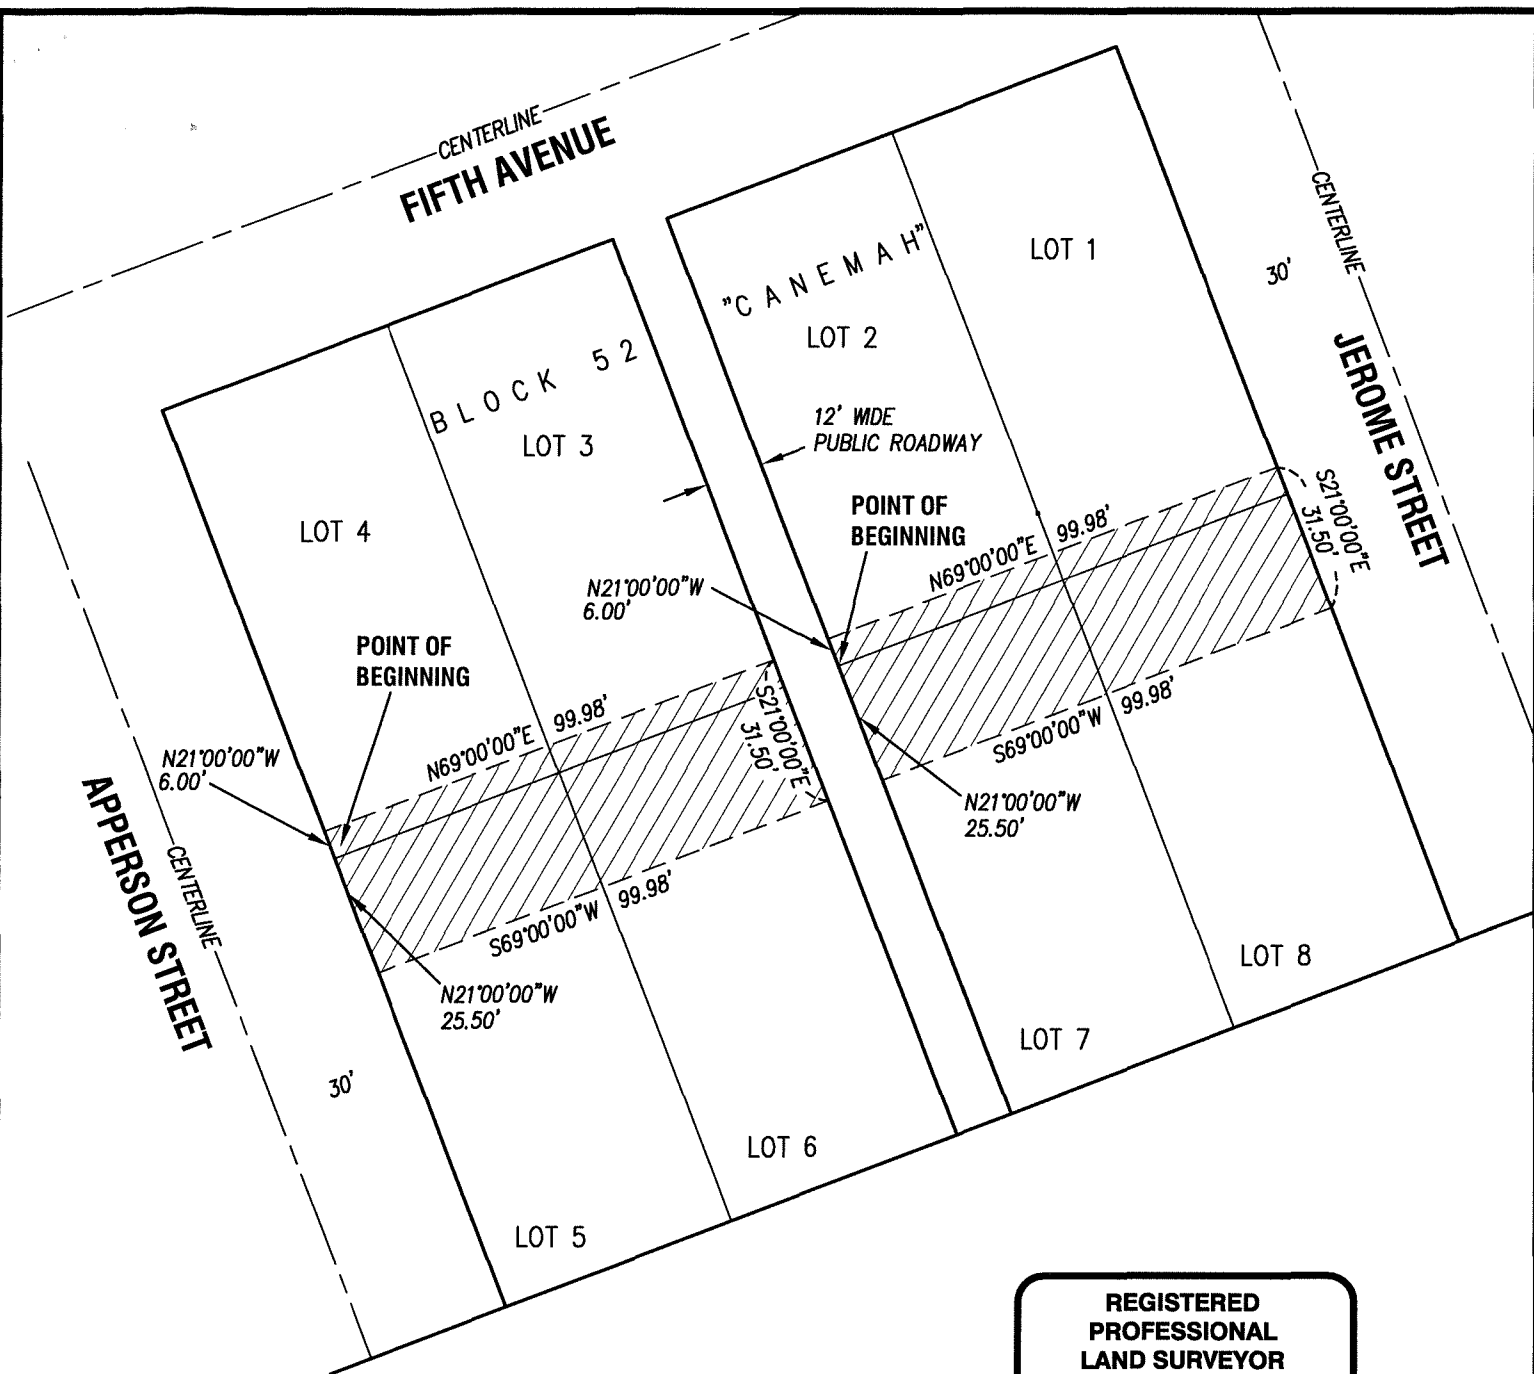 CENTERLINE
FIFTH AVENUE
"CANEMAH"
LOT 1
CENTERLINE
30'
JEROME STREET
LOT 2
BLOCK 52
LOT 3
12' WIDE
PUBLIC ROADWAY
LOT 4
POINT OF
BEGINNING
N69°00'00"E 99.98'
S21°00'00"E
31.50'
N21°00'00"W
6.00'
POINT OF
BEGINNING
S69°00'00"W 99.98'
N69°00'00"E 99.98'
S21°00'00"E
31.50'
N21°00'00"W
6.00'
N21°00'00"W
25.50'
APPERSON STREET
CENTERLINE
S69°00'00"W 99.98'
N21°00'00"W
25.50'
LOT 8
LOT 7
30'
LOT 6
LOT 5
REGISTERED
PROFESSIONAL
LAND SURVEYOR